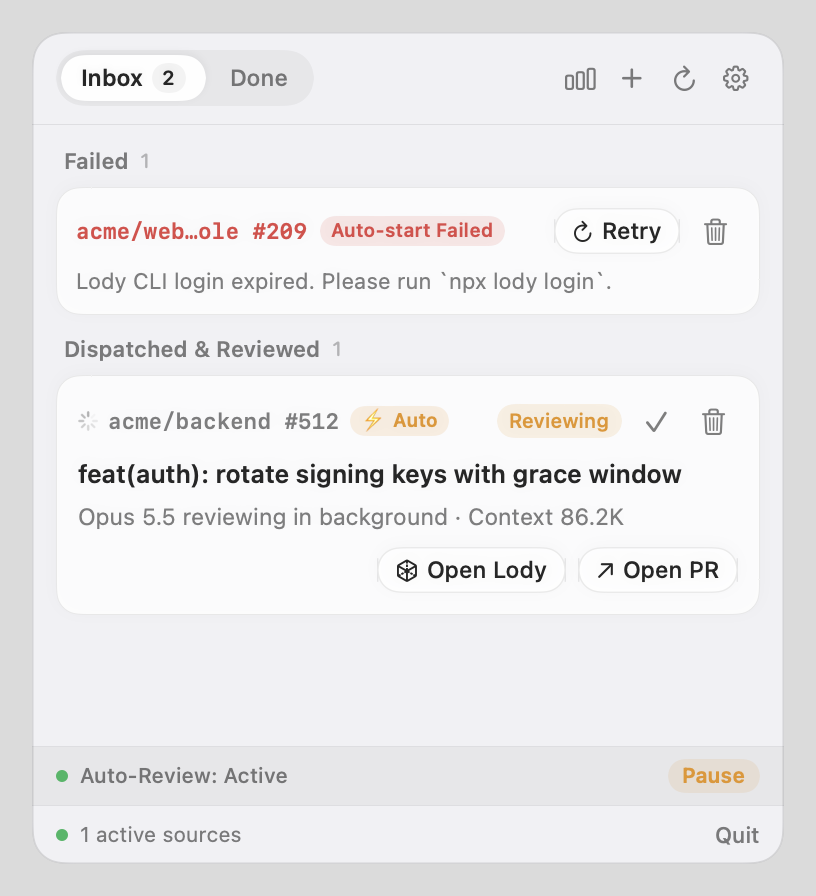 Inbox 2 Done
Failed 1
acme/web…ole #209 Auto-start Failed Retry
Lody CLI login expired. Please run `npx lody login`.
Dispatched & Reviewed 1
acme/backend #512 ⚡ Auto Reviewing
feat(auth): rotate signing keys with grace window
Opus 5.5 reviewing in background · Context 86.2K
Open Lody Open PR
Auto-Review: Active Pause
1 active sources Quit